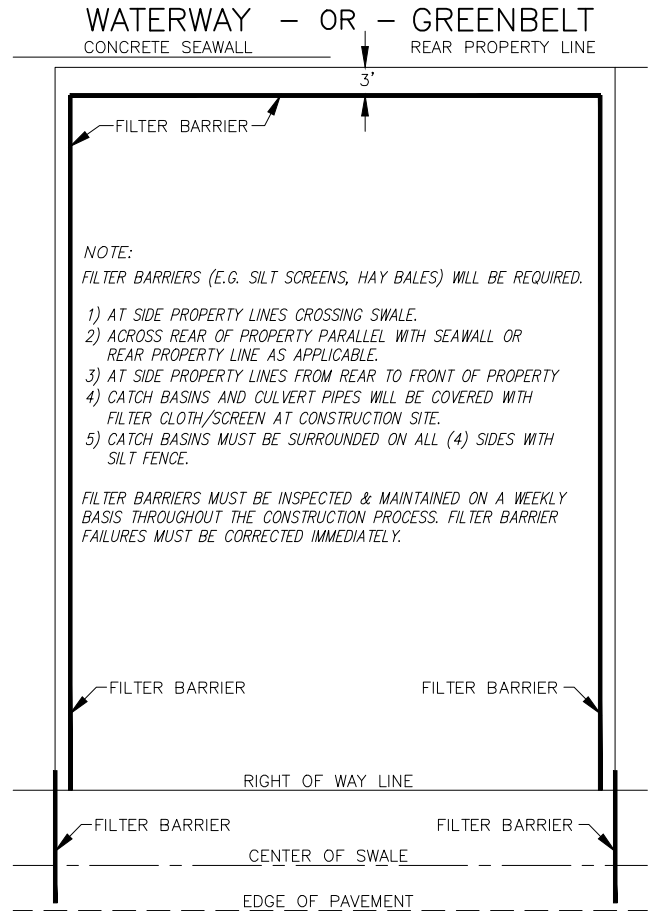 WATERWAY - OR - GREENBELT
CONCRETE SEAWALL REAR PROPERTY LINE
3'
FILTER BARRIER
NOTE:
FILTER BARRIERS (E.G. SILT SCREENS, HAY BALES) WILL BE REQUIRED.
1) AT SIDE PROPERTY LINES CROSSING SWALE.
2) ACROSS REAR OF PROPERTY PARALLEL WITH SEAWALL OR
REAR PROPERTY LINE AS APPLICABLE.
3) AT SIDE PROPERTY LINES FROM REAR TO FRONT OF PROPERTY
4) CATCH BASINS AND CULVERT PIPES WILL BE COVERED WITH
FILTER CLOTH/SCREEN AT CONSTRUCTION SITE.
5) CATCH BASINS MUST BE SURROUNDED ON ALL (4) SIDES WITH
SILT FENCE.
FILTER BARRIERS MUST BE INSPECTED & MAINTAINED ON A WEEKLY
BASIS THROUGHOUT THE CONSTRUCTION PROCESS. FILTER BARRIER
FAILURES MUST BE CORRECTED IMMEDIATELY.
FILTER BARRIER FILTER BARRIER
RIGHT OF WAY LINE
FILTER BARRIER FILTER BARRIER
CENTER OF SWALE
EDGE OF PAVEMENT